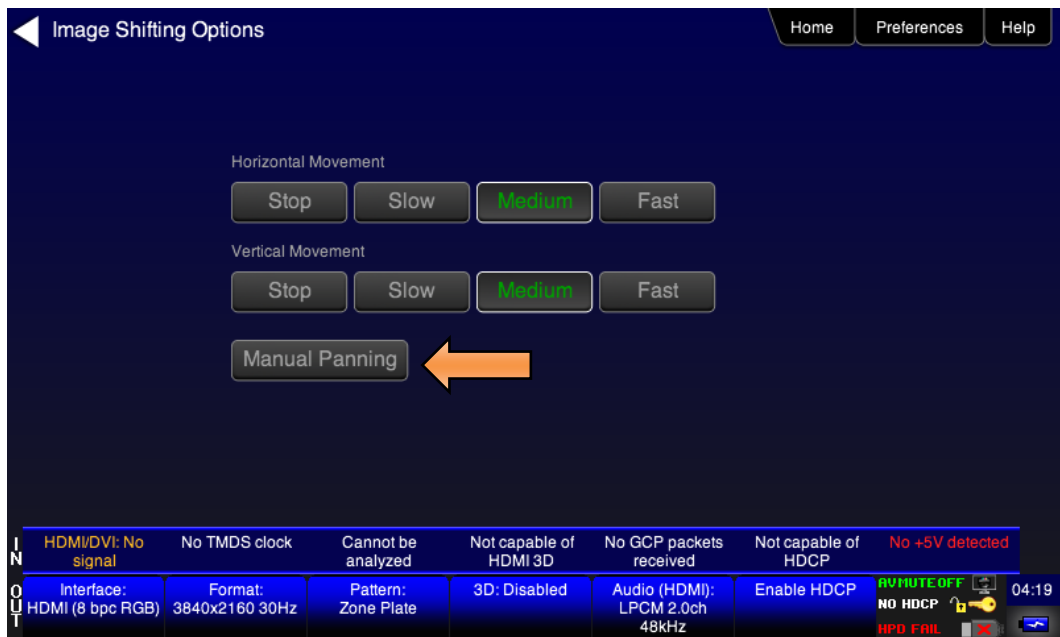 Image Shifting Options
Home
Preferences
Help
Horizontal Movement
Stop
Slow
Medium
Fast
Vertical Movement
Stop
Slow
Medium
Fast
Manual Panning
IN
HDMI/DVI: No
signal
No TMDS clock
Cannot be
analyzed
Not capable of
HDMI 3D
No GCP packets
received
Not capable of
HDCP
No +5V detected
OUT
Interface:
HDMI (8 bpc RGB)
Format:
3840x2160 30Hz
Pattern:
Zone Plate
3D: Disabled
Audio (HDMI):
LPCM 2.0ch
48kHz
Enable HDCP
AVMUTEOFF
NO HDCP
HPD FAIL
04:19